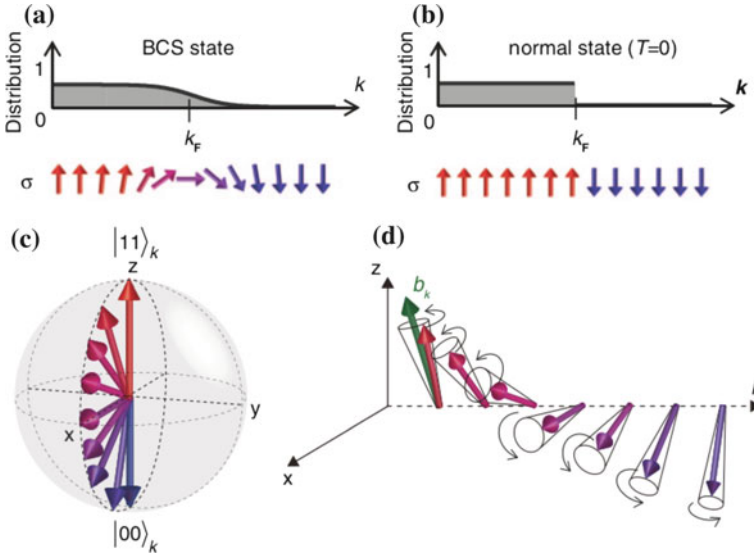 (a)
BCS state
Distribution
1
0
k
k_F
σ
(b)
normal state (T=0)
Distribution
1
0
k
k_F
σ
(c)
|11⟩_k
z
y
x
|00⟩_k
(d)
z
b_k
x